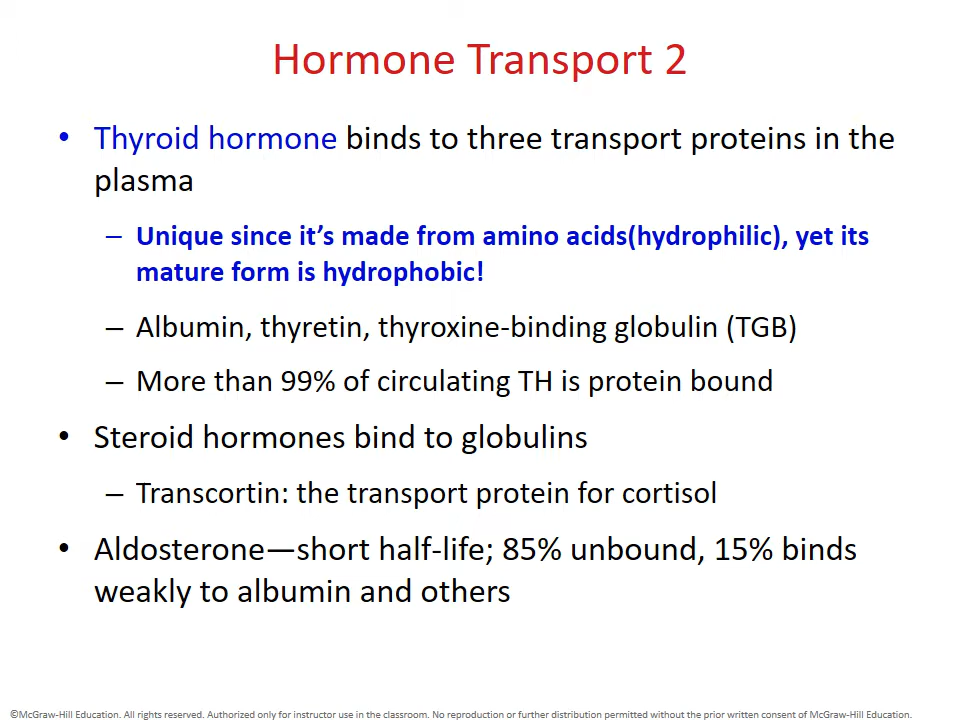 Hormone Transport 2
• Thyroid hormone binds to three transport proteins in the
plasma
– Unique since it’s made from amino acids(hydrophilic), yet its
mature form is hydrophobic!
– Albumin, thyretin, thyroxine-binding globulin (TGB)
– More than 99% of circulating TH is protein bound
• Steroid hormones bind to globulins
– Transcortin: the transport protein for cortisol
• Aldosterone—short half-life; 85% unbound, 15% binds
weakly to albumin and others
©McGraw-Hill Education. All rights reserved. Authorized only for instructor use in the classroom. No reproduction or further distribution permitted without the prior written consent of McGraw-Hill Education.